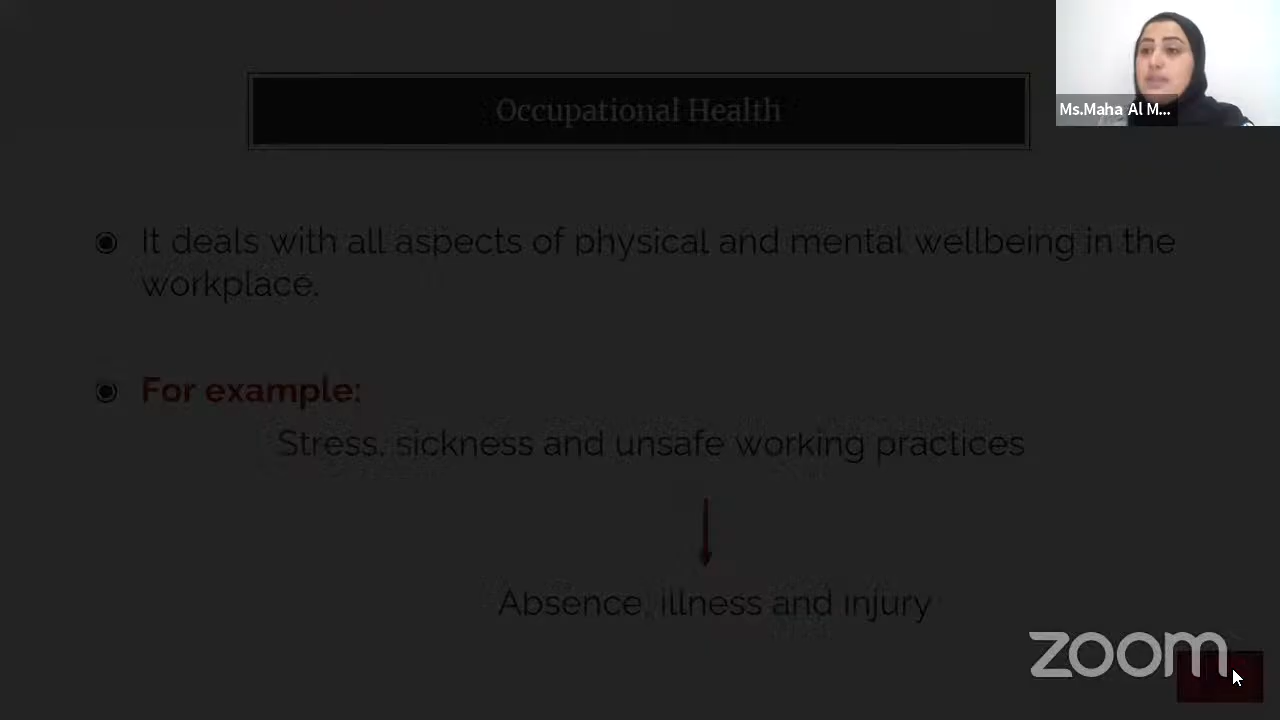 Occupational Health
Ms.Maha Al M...
It deals with all aspects of physical and mental wellbeing in the
workplace.
For example:
Stress, sickness and unsafe working practices
Absence, illness and injury
zoom